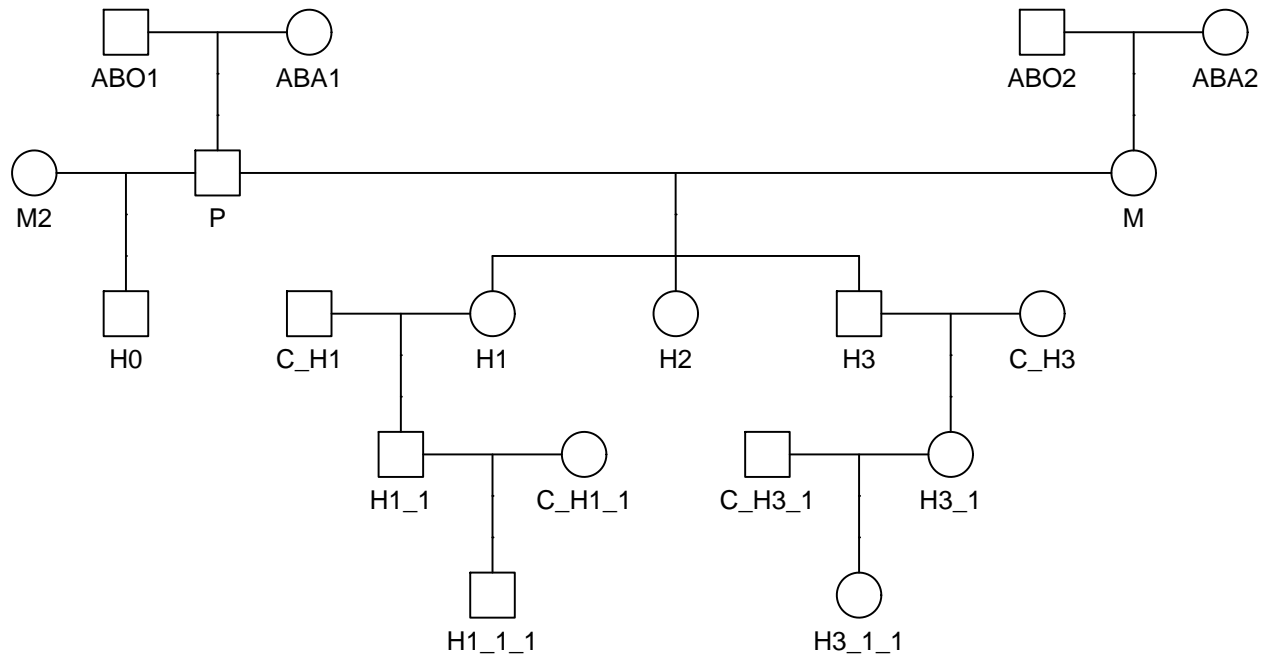 ABO1 ABA1 ABO2 ABA2
M2 P M
H0 C_H1 H1 H2 H3 C_H3
H1_1 C_H1_1 C_H3_1 H3_1
H1_1_1 H3_1_1